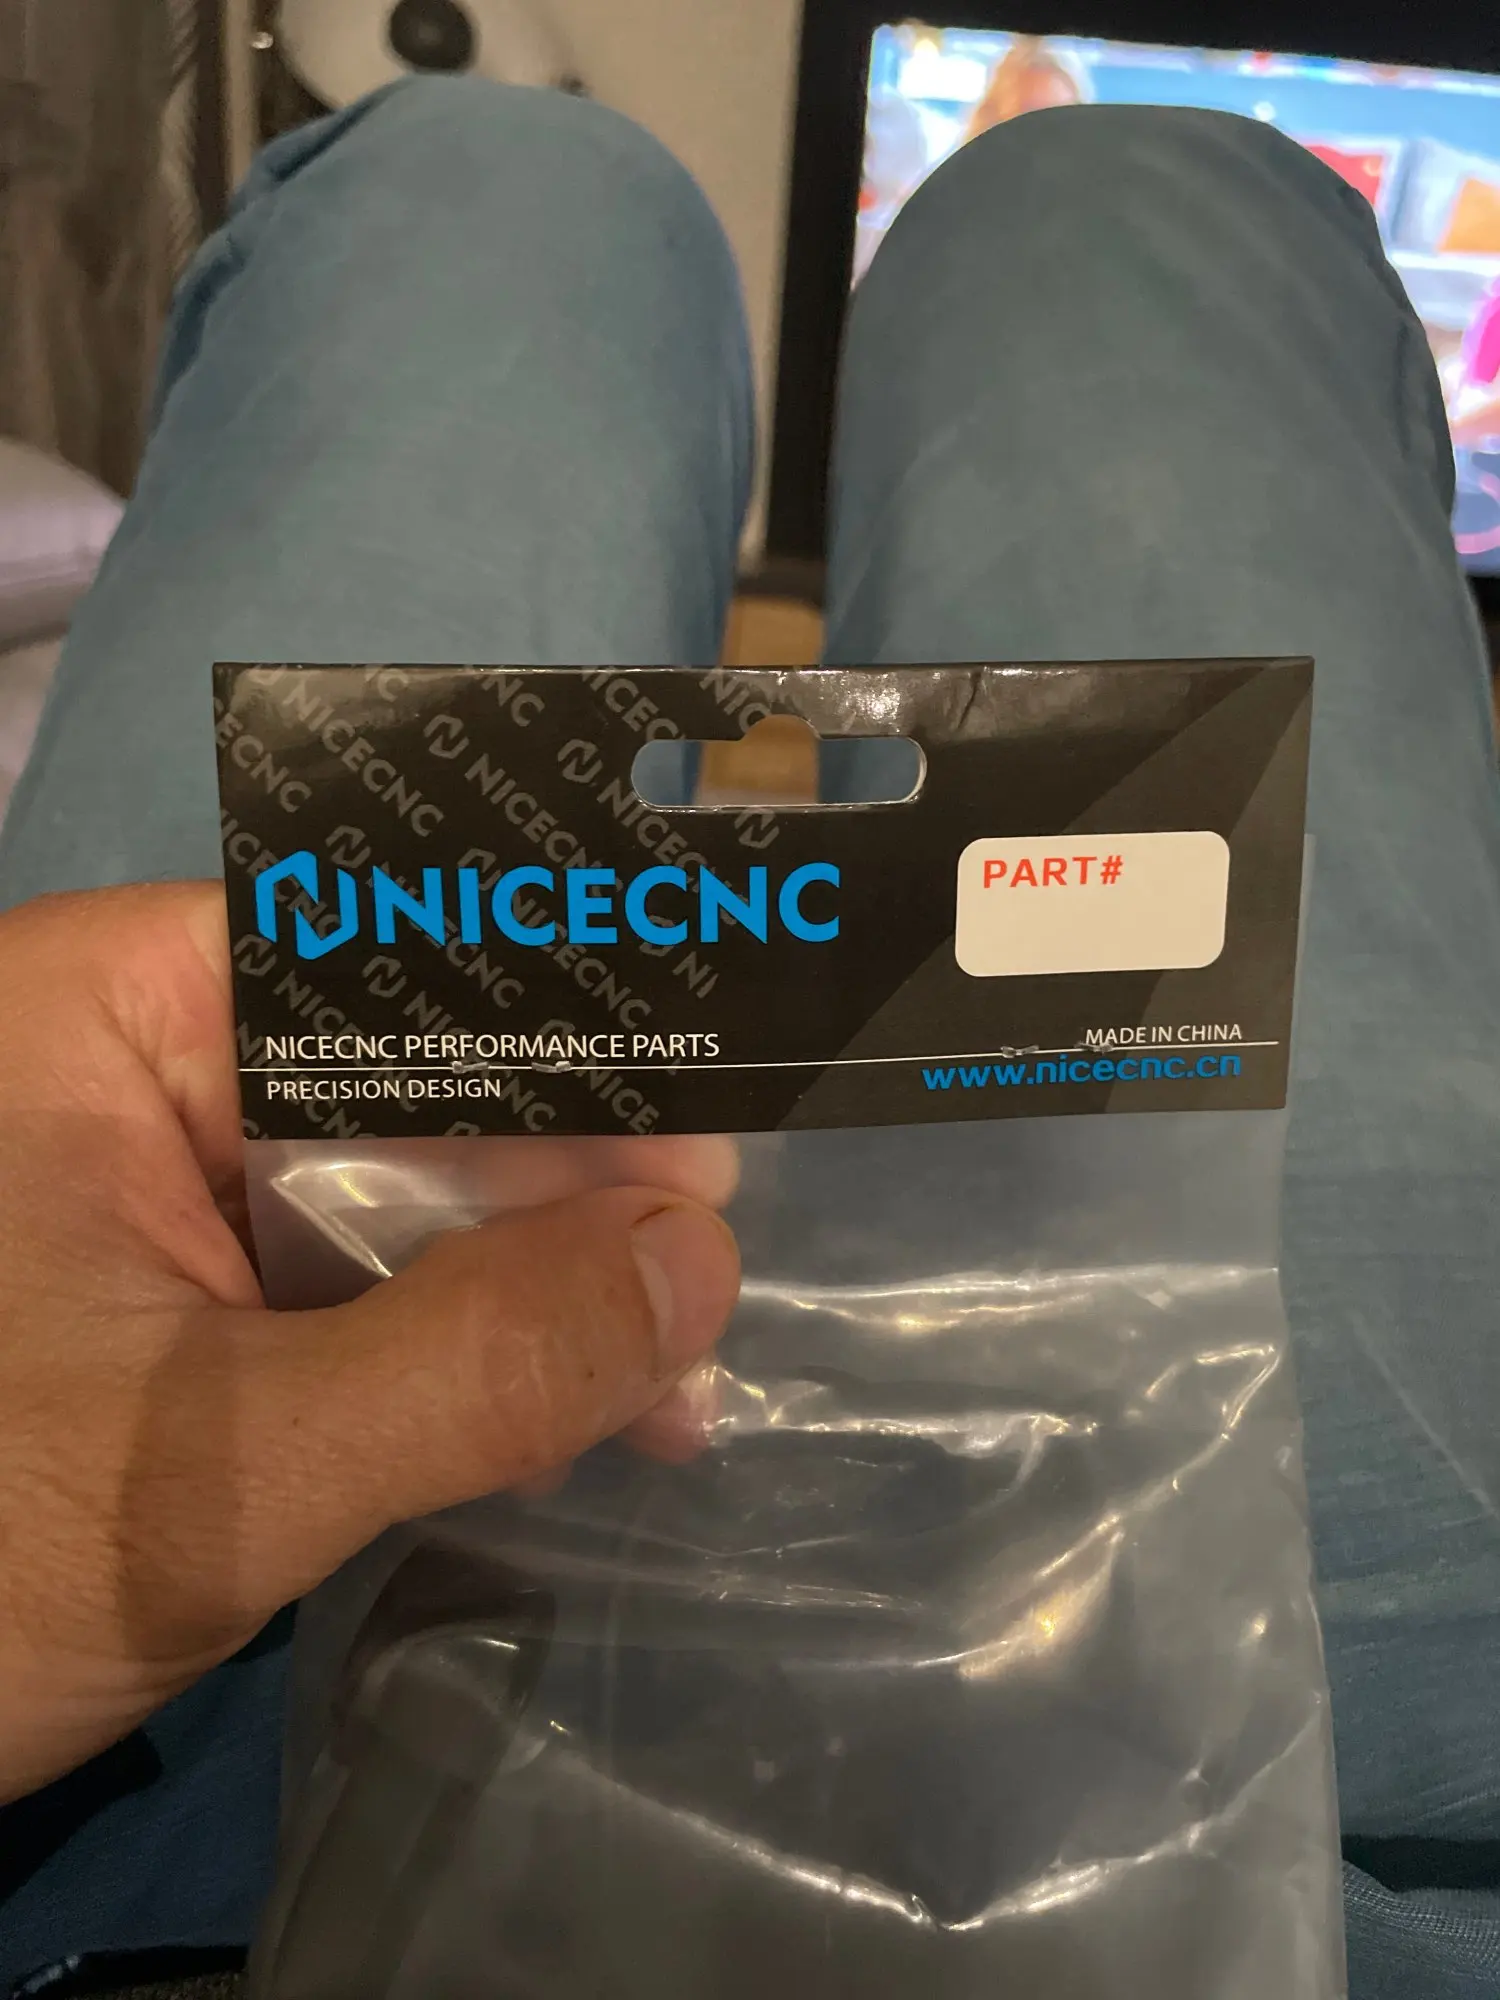 NICECNC
PART#
NICECNC PERFORMANCE PARTS
MADE IN CHINA
PRECISION DESIGN
www.nicecnc.cn